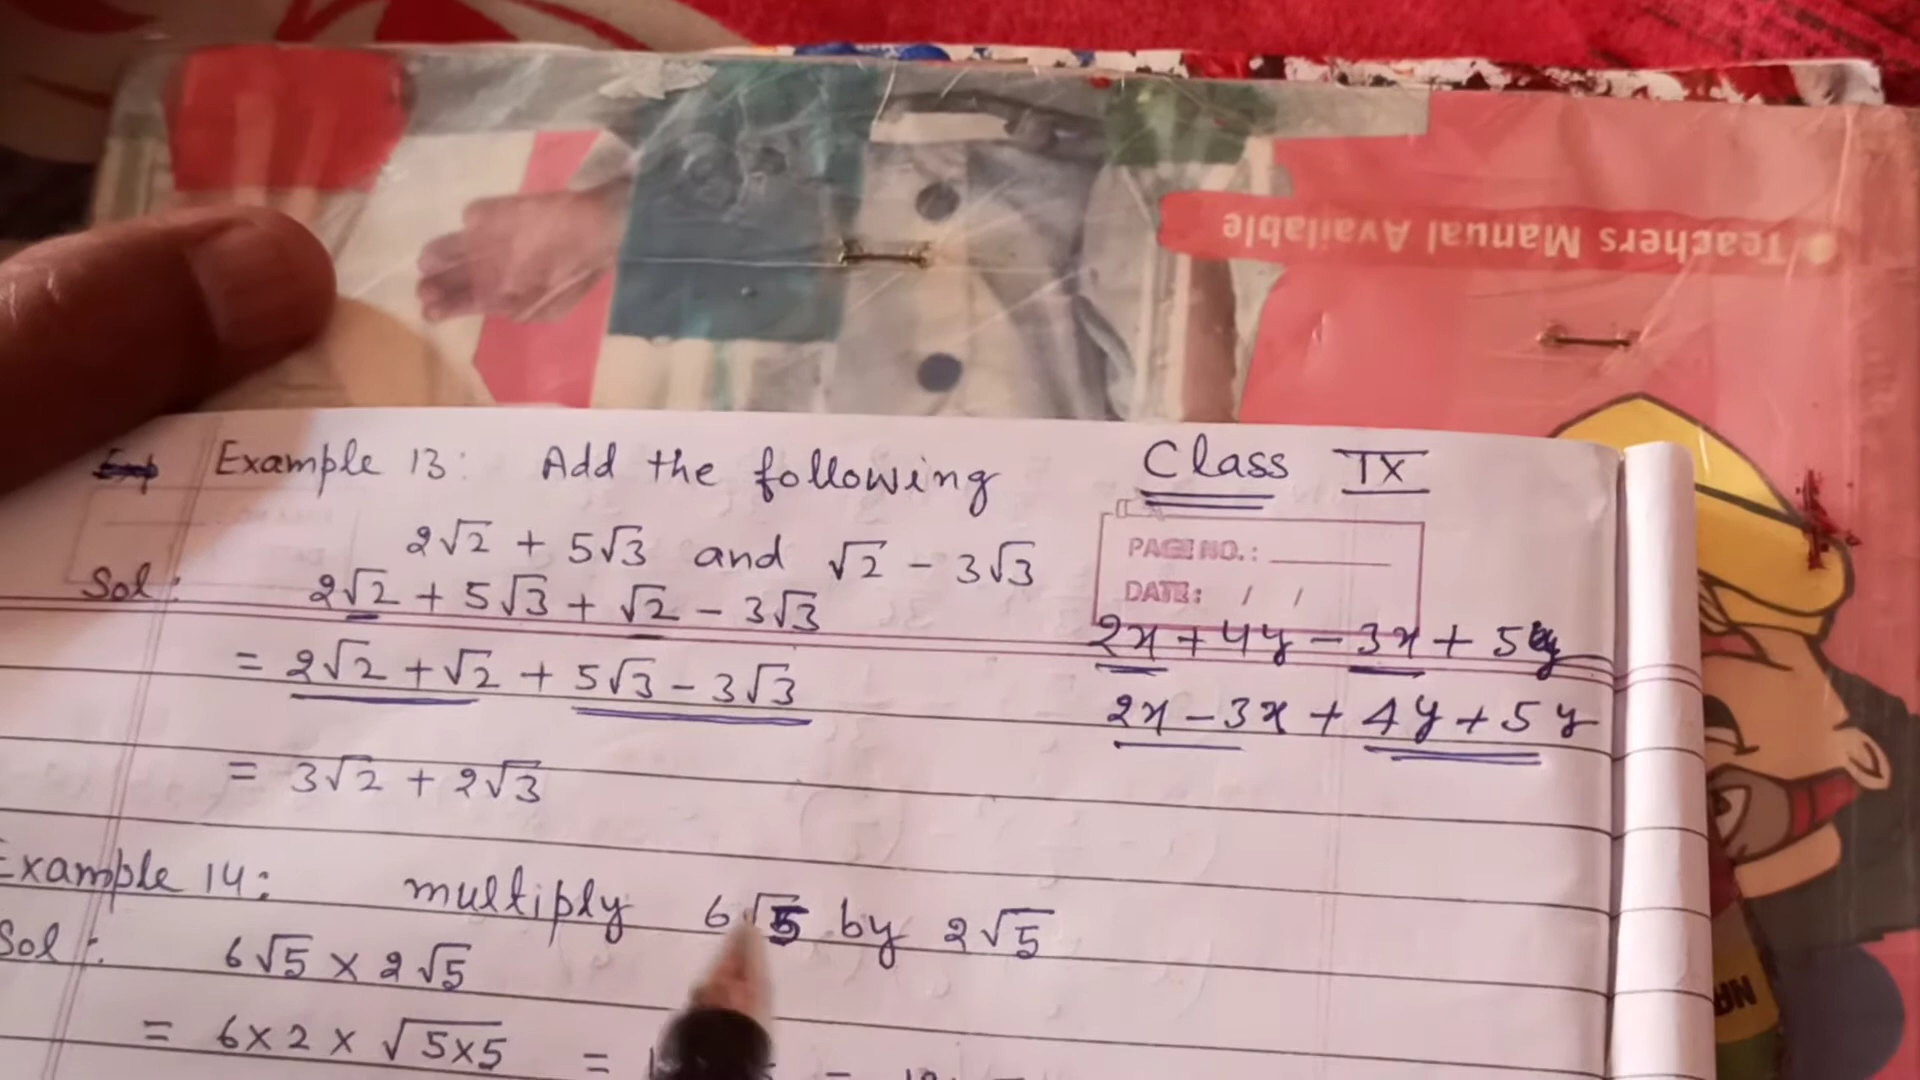 Teachers Manual Available
Example 13: Add the following
Class IX
2√2 + 5√3 and √2 - 3√3
PAGE NO.:
DATE: / /
Sol: 2√2 + 5√3 + √2 - 3√3
2x + 4y - 3x + 5y
= 2√2 + √2 + 5√3 - 3√3
2x - 3x + 4y + 5y
= 3√2 + 2√3
Example 14: multiply 6√5 by 2√5
Sol: 6√5 × 2√5
= 6×2 × √5×5 =